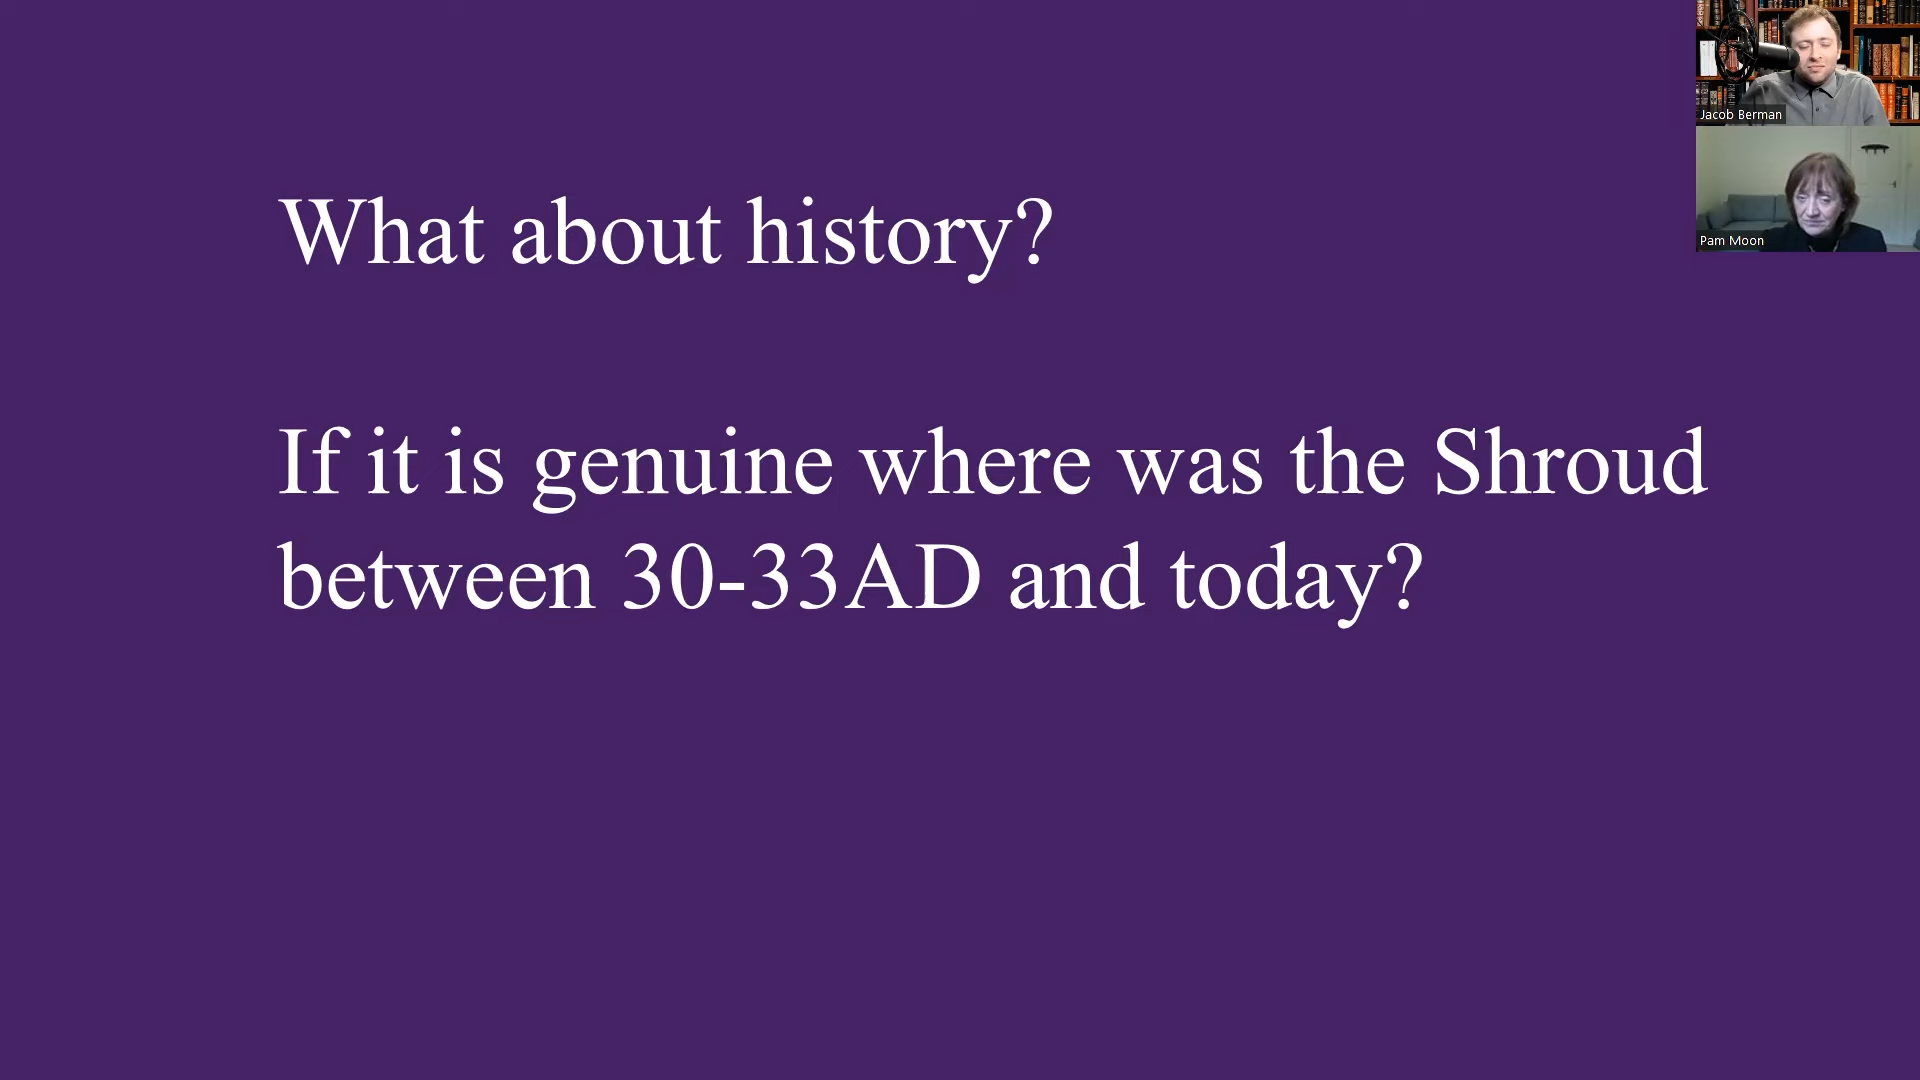 What about history?
If it is genuine where was the Shroud
between 30-33AD and today?
Jacob Berman
Pam Moon